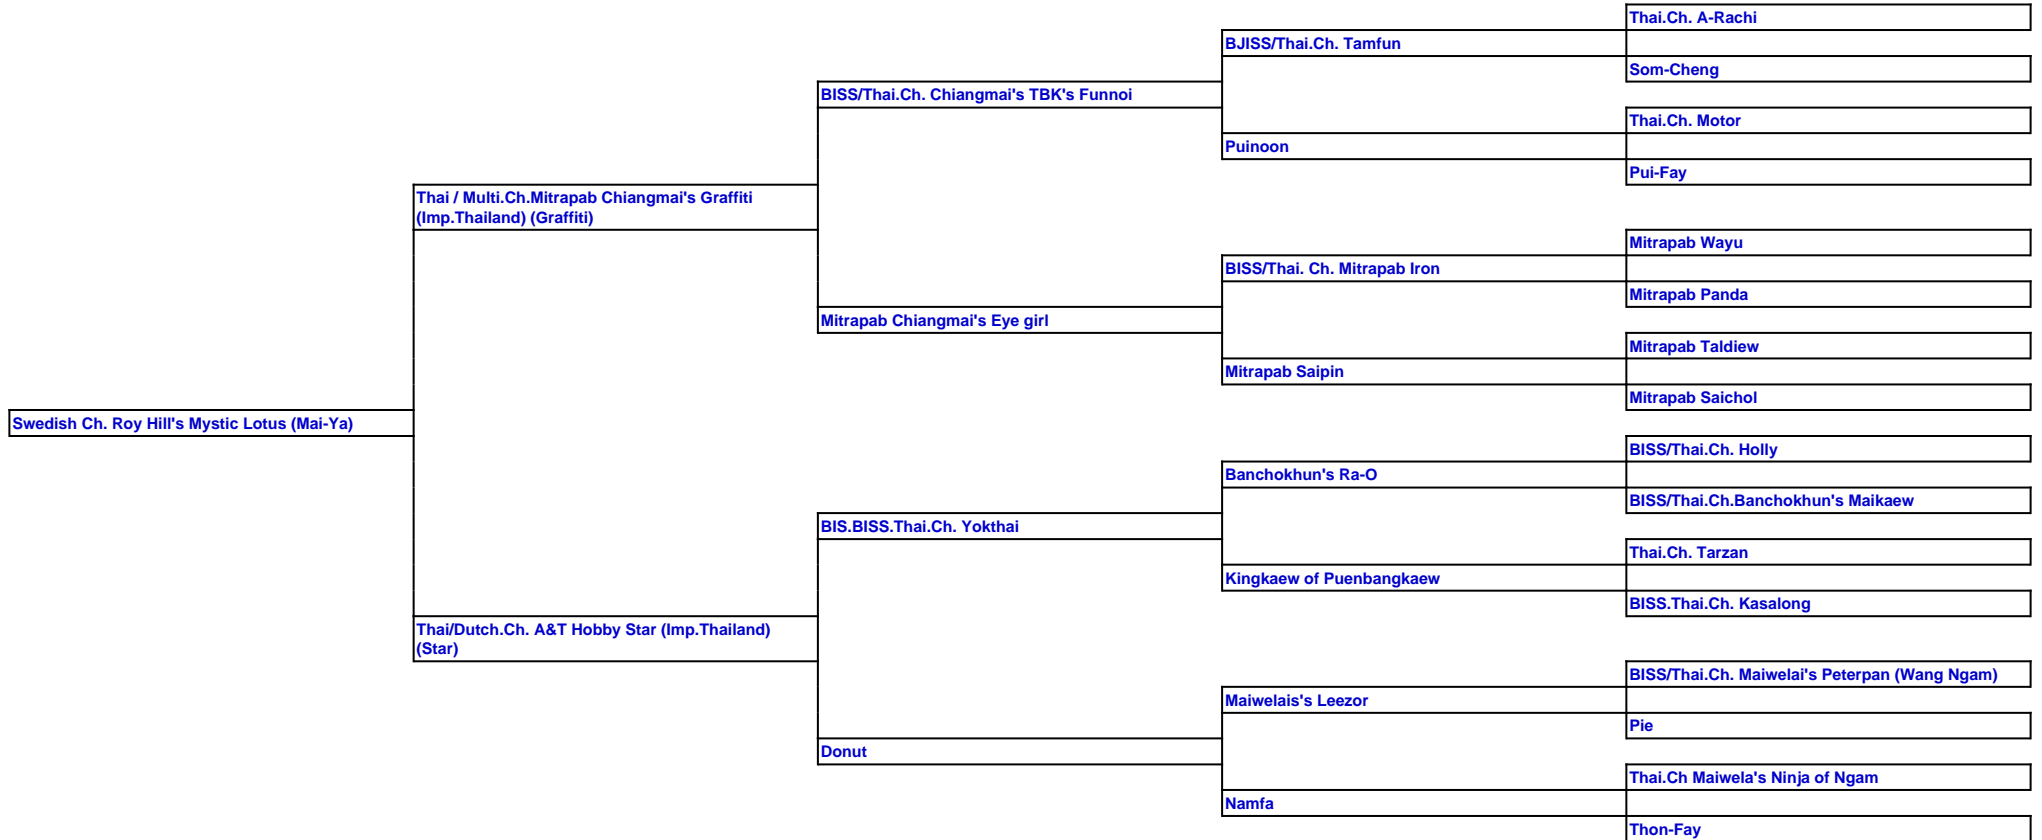 Thai.Ch. A-Rachi
BJISS/Thai.Ch. Tamfun
Som-Cheng
BISS/Thai.Ch. Chiangmai's TBK's Funnoi
Thai.Ch. Motor
Puinoon
Pui-Fay
Thai / Multi.Ch.Mitrapab Chiangmai's Graffiti
(Imp.Thailand) (Graffiti)
Mitrapab Wayu
BISS/Thai. Ch. Mitrapab Iron
Mitrapab Panda
Mitrapab Chiangmai's Eye girl
Mitrapab Taldiew
Mitrapab Saipin
Mitrapab Saichol
Swedish Ch. Roy Hill's Mystic Lotus (Mai-Ya)
BISS/Thai.Ch. Holly
Banchokhun's Ra-O
BISS/Thai.Ch.Banchokhun's Maikaew
BIS.BISS.Thai.Ch. Yokthai
Thai.Ch. Tarzan
Kingkaew of Puenbangkaew
BISS.Thai.Ch. Kasalong
Thai/Dutch.Ch. A&T Hobby Star (Imp.Thailand)
(Star)
BISS/Thai.Ch. Maiwelai's Peterpan (Wang Ngam)
Maiwelais's Leezor
Pie
Donut
Thai.Ch Maiwela's Ninja of Ngam
Namfa
Thon-Fay